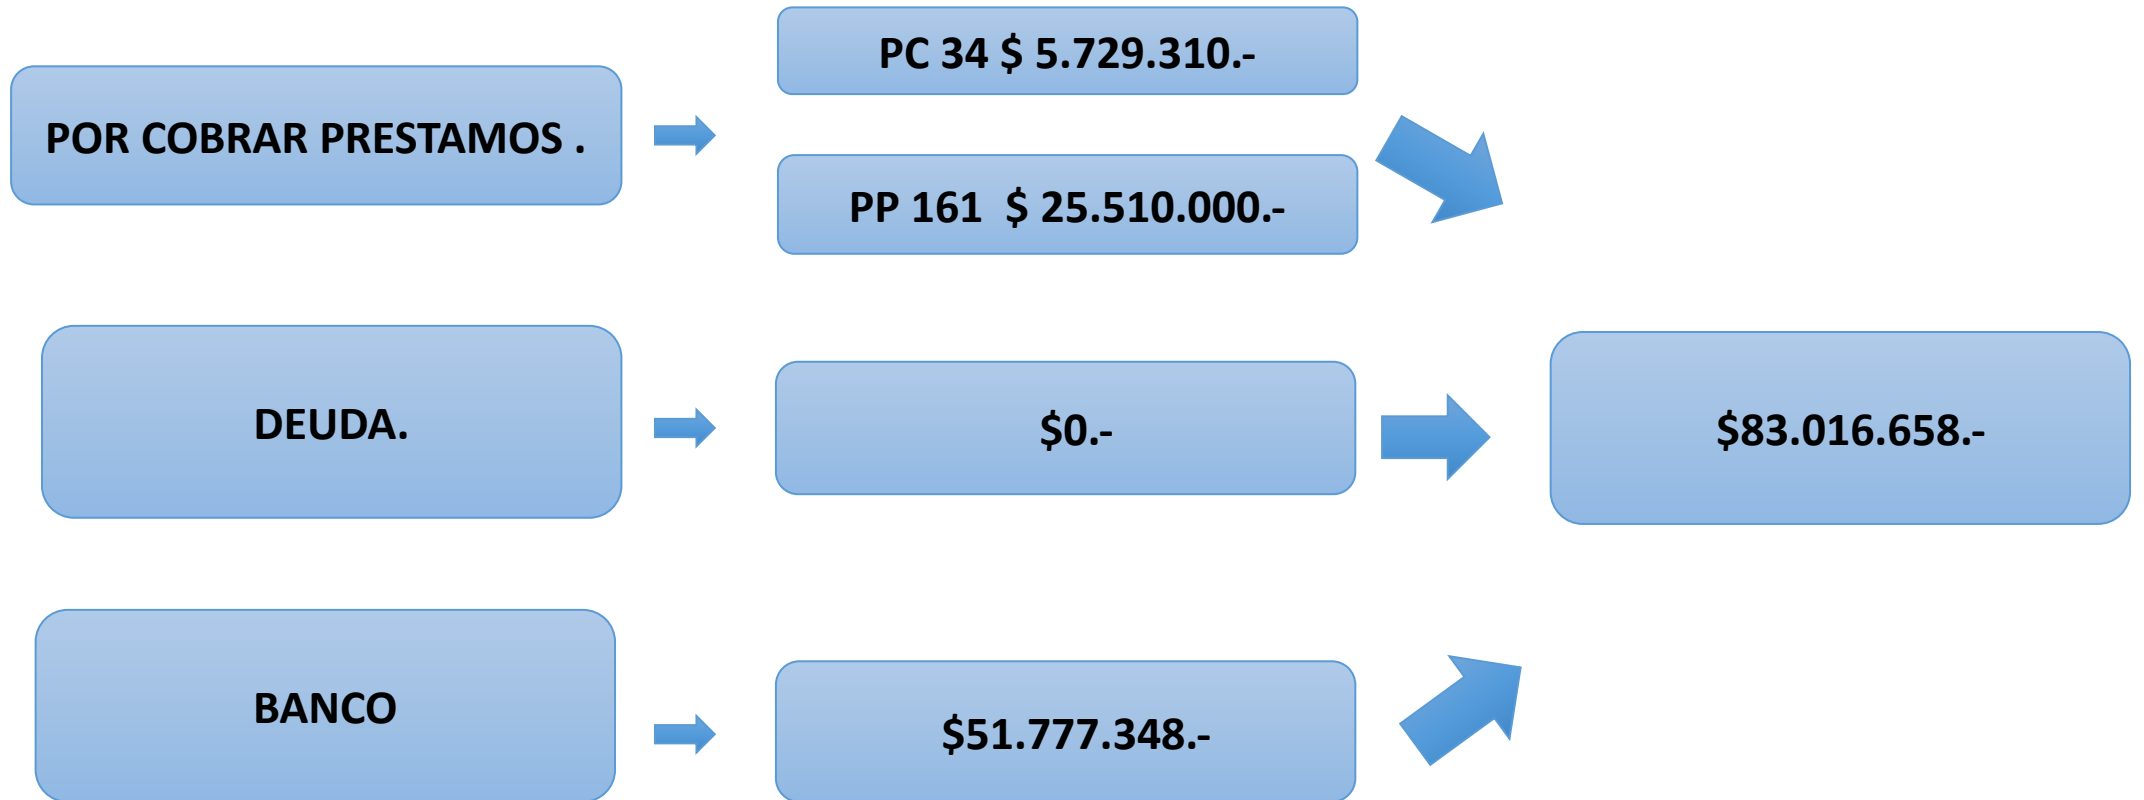 POR COBRAR PRESTAMOS .
PC 34 $ 5.729.310.-
PP 161  $ 25.510.000.-
DEUDA.
$0.-
$83.016.658.-
BANCO
$51.777.348.-